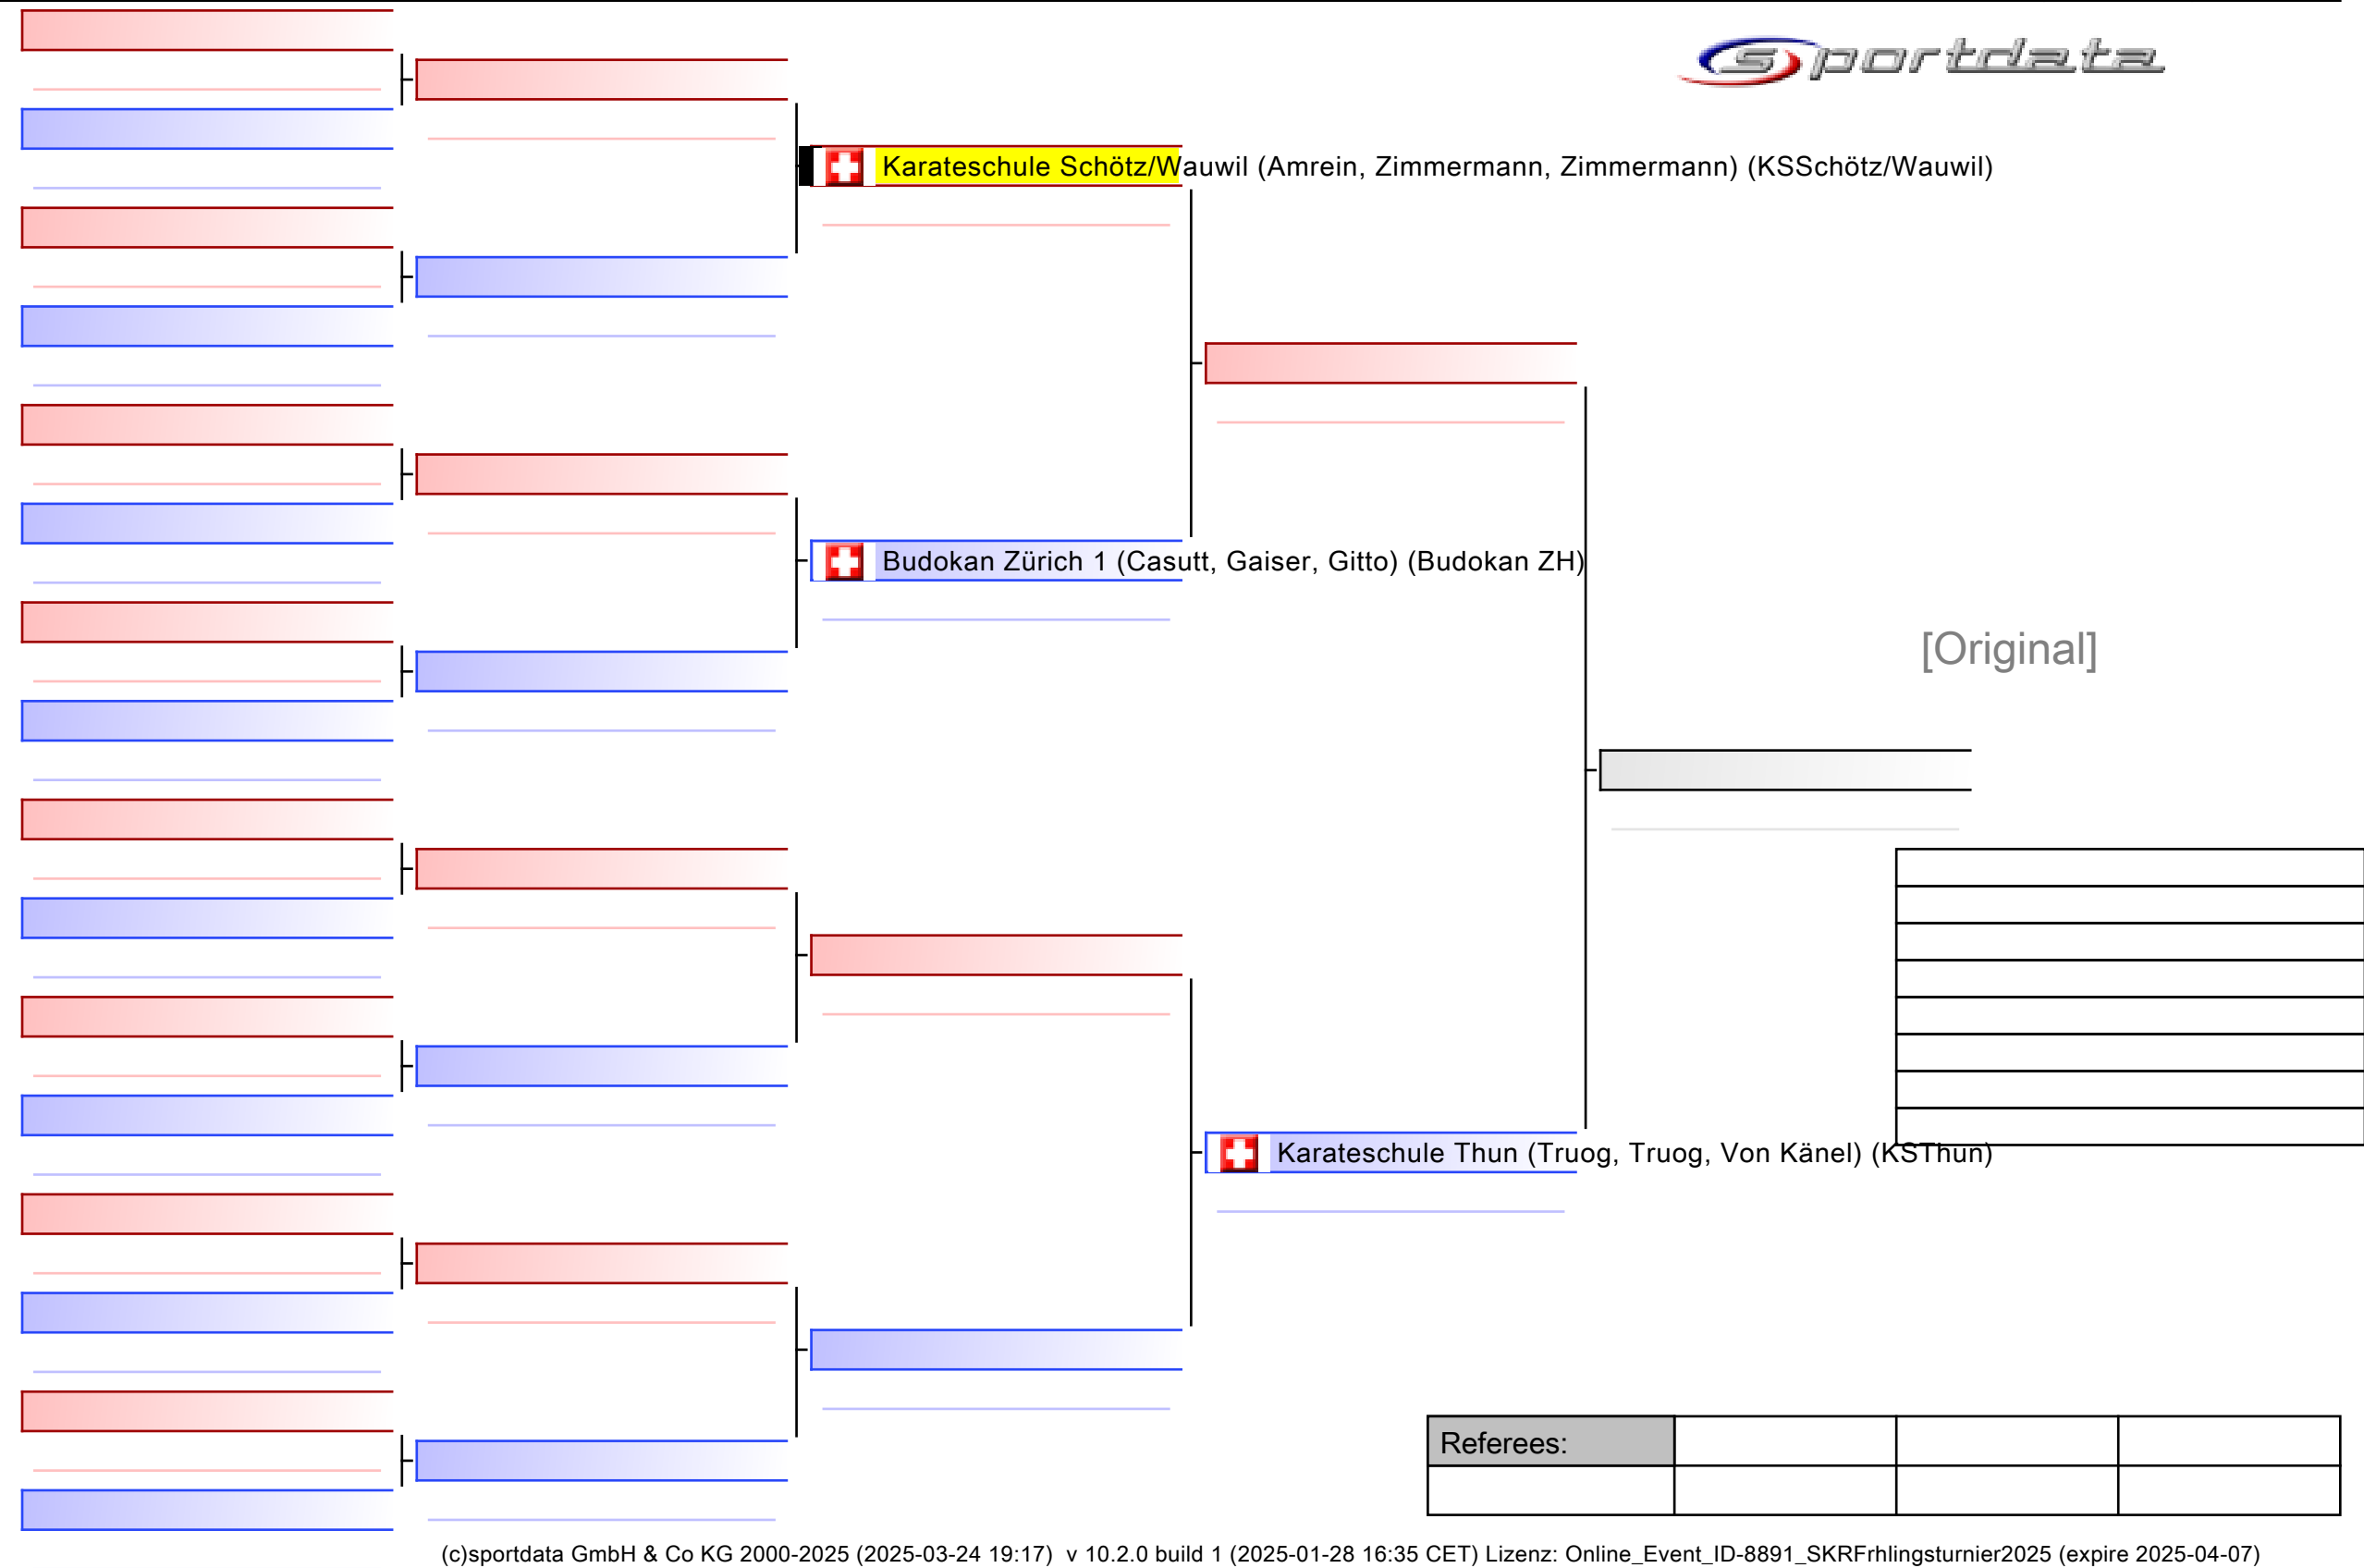 sportdata
Karateschule Schötz/Wauwil (Amrein, Zimmermann, Zimmermann) (KSSchötz/Wauwil)
Budokan Zürich 1 (Casutt, Gaiser, Gitto) (Budokan ZH)
[Original]
Karateschule Thun (Truog, Truog, Von Känel) (KSThun)
Referees:
(c)sportdata GmbH & Co KG 2000-2025 (2025-03-24 19:17) v 10.2.0 build 1 (2025-01-28 16:35 CET) Lizenz: Online_Event_ID-8891_SKRFrhlingsturnier2025 (expire 2025-04-07)